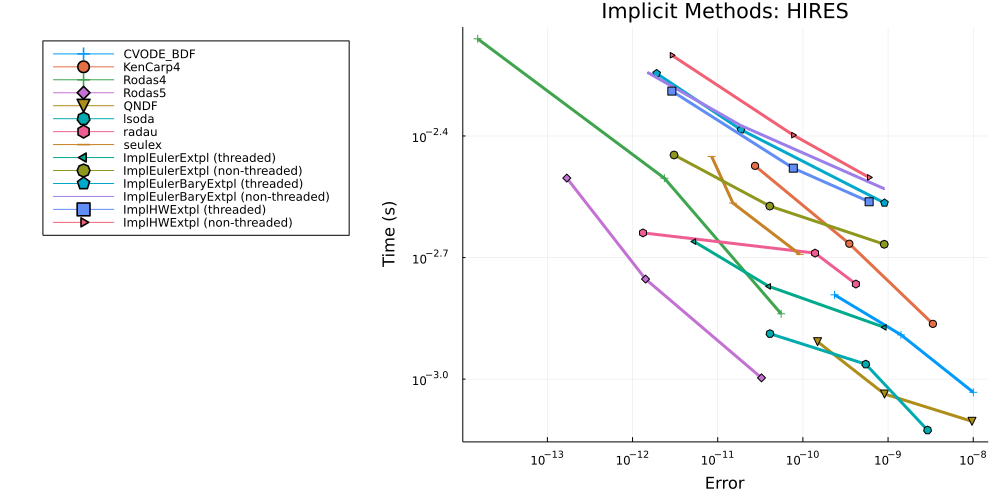 Implicit Methods: HIRES
CVODE_BDF
KenCarp4
Rodas4
Rodas5
QNDF
lsoda
radau
seulex
ImplEulerExtpl (threaded)
ImplEulerExtpl (non-threaded)
ImplEulerBaryExtpl (threaded)
ImplEulerBaryExtpl (non-threaded)
ImplHWExtpl (threaded)
ImplHWExtpl (non-threaded)
Time (s)
10^-2.4
10^-2.7
10^-3.0
10^-13 10^-12 10^-11 10^-10 10^-9 10^-8
Error